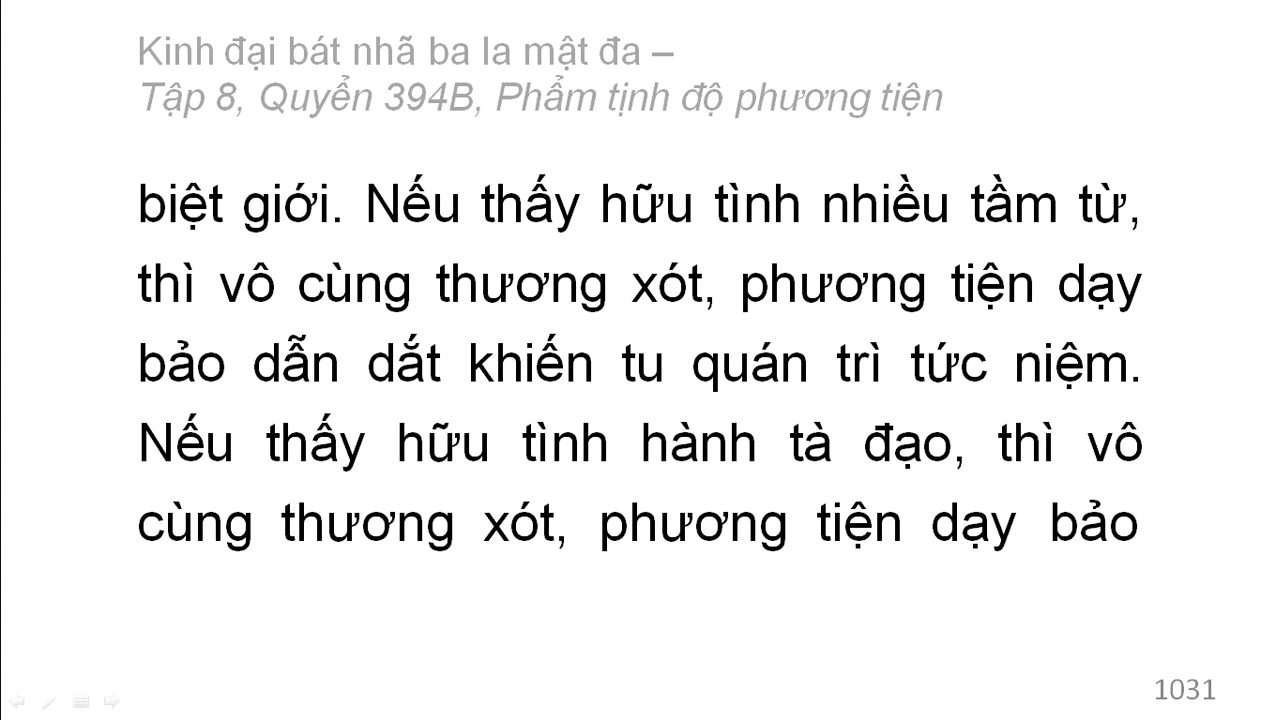 Kinh đại bát nhã ba la mật đa –
Tập 8, Quyển 394B, Phẩm tịnh độ phương tiện
biệt giới. Nếu thấy hữu tình nhiều tầm từ,
thì vô cùng thương xót, phương tiện dạy
bảo dẫn dắt khiến tu quán trì tức niệm.
Nếu thấy hữu tình hành tà đạo, thì vô
cùng thương xót, phương tiện dạy bảo
1031